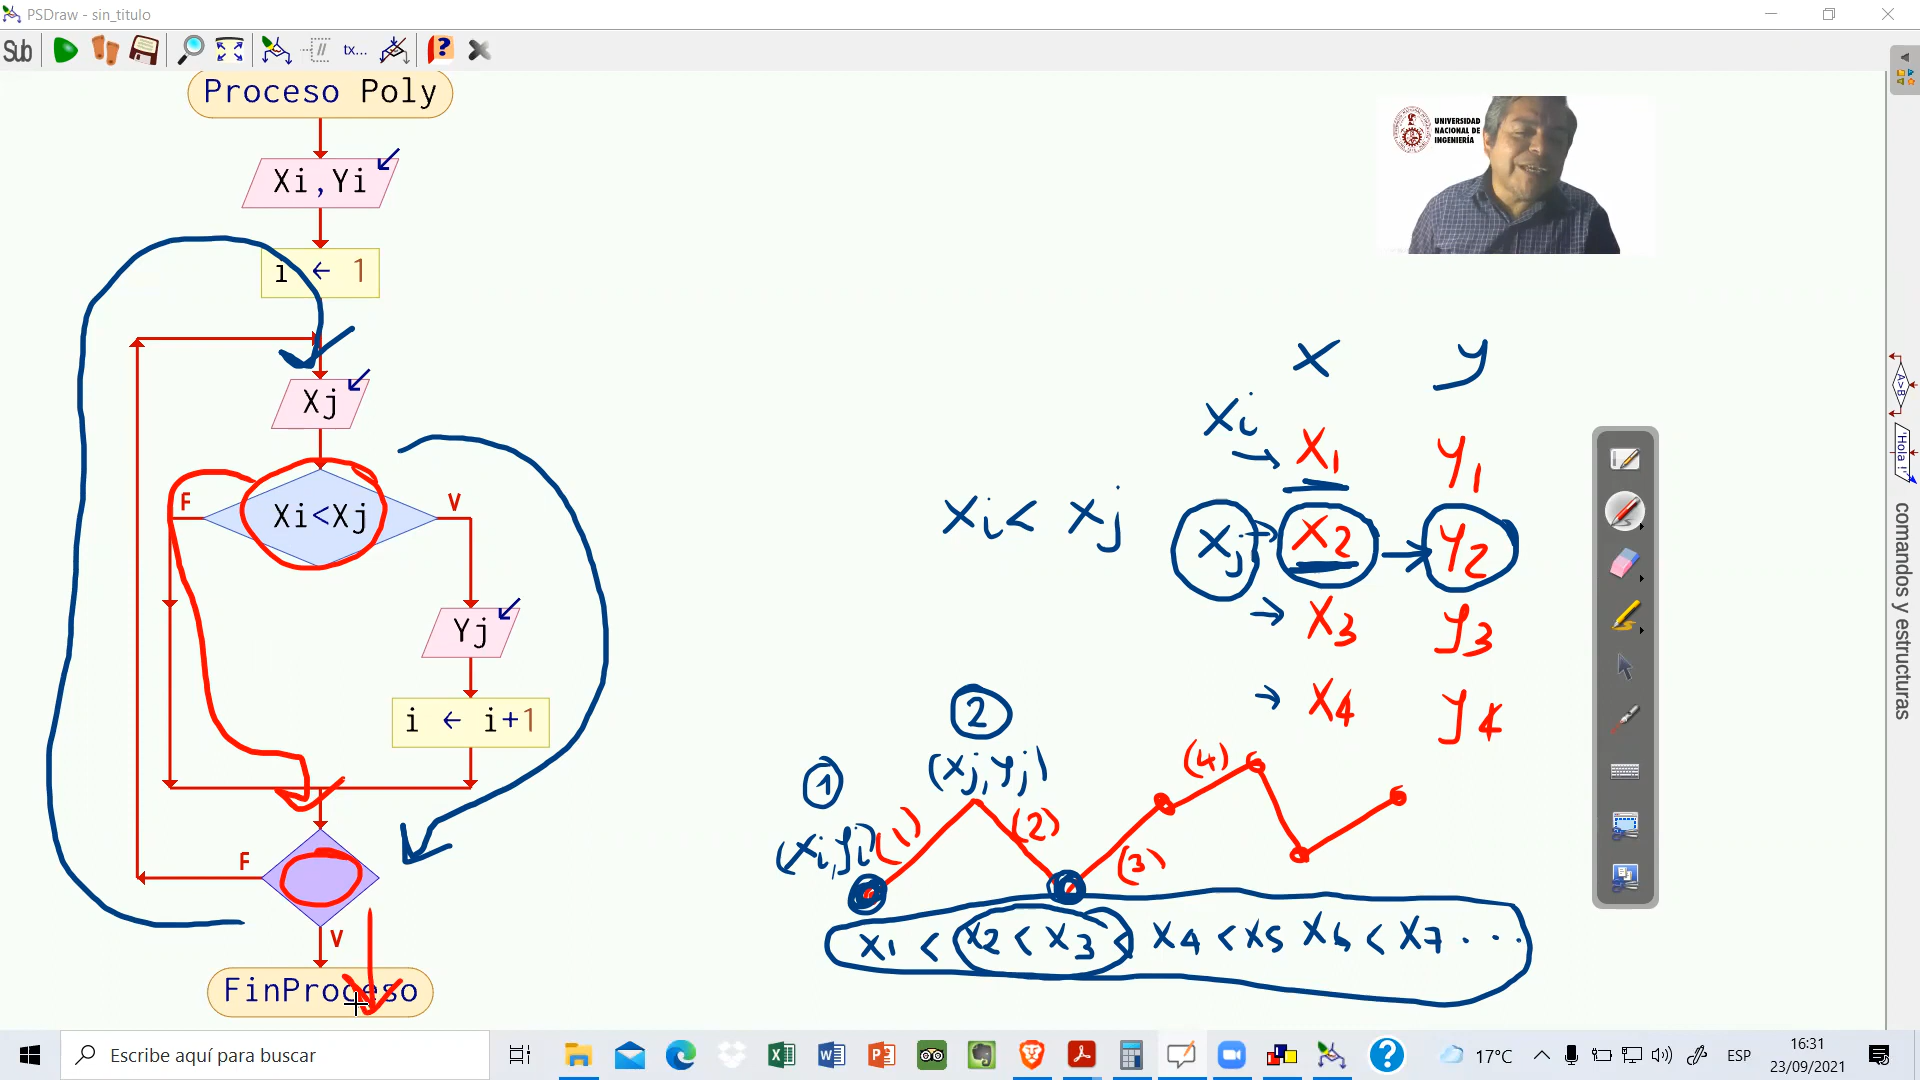 PSDraw - sin_titulo
Sub
tx...
?
Proceso Poly
Xi,Yi
i ← 1
Xj
F
Xi<Xj
V
Yj
i ← i+1
F
V
FinProceso
UNIVERSIDAD
NACIONAL DE
INGENIERÍA
x y
xi
x1 y1
xi < xj
xj x2 y2
x3 y3
x4 y4
2
(xj, yj)
1
(xi, yi)
(1)
(2)
(3)
(4)
x1 < x2 < x3 < x4 < x5 x6 < x7 ...
A>B
"Hola !"
comandos y estructuras
Escribe aquí para buscar
?
17°C
ESP
16:31
23/09/2021